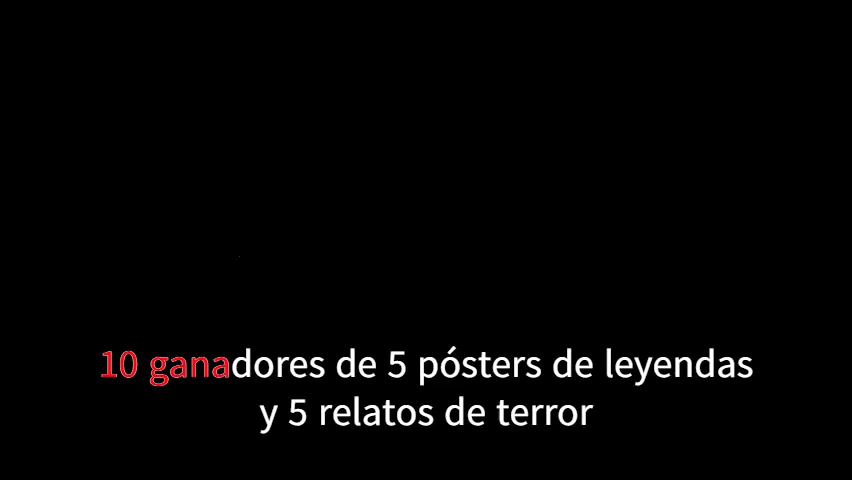 10 ganadores de 5 pósters de leyendas
y 5 relatos de terror